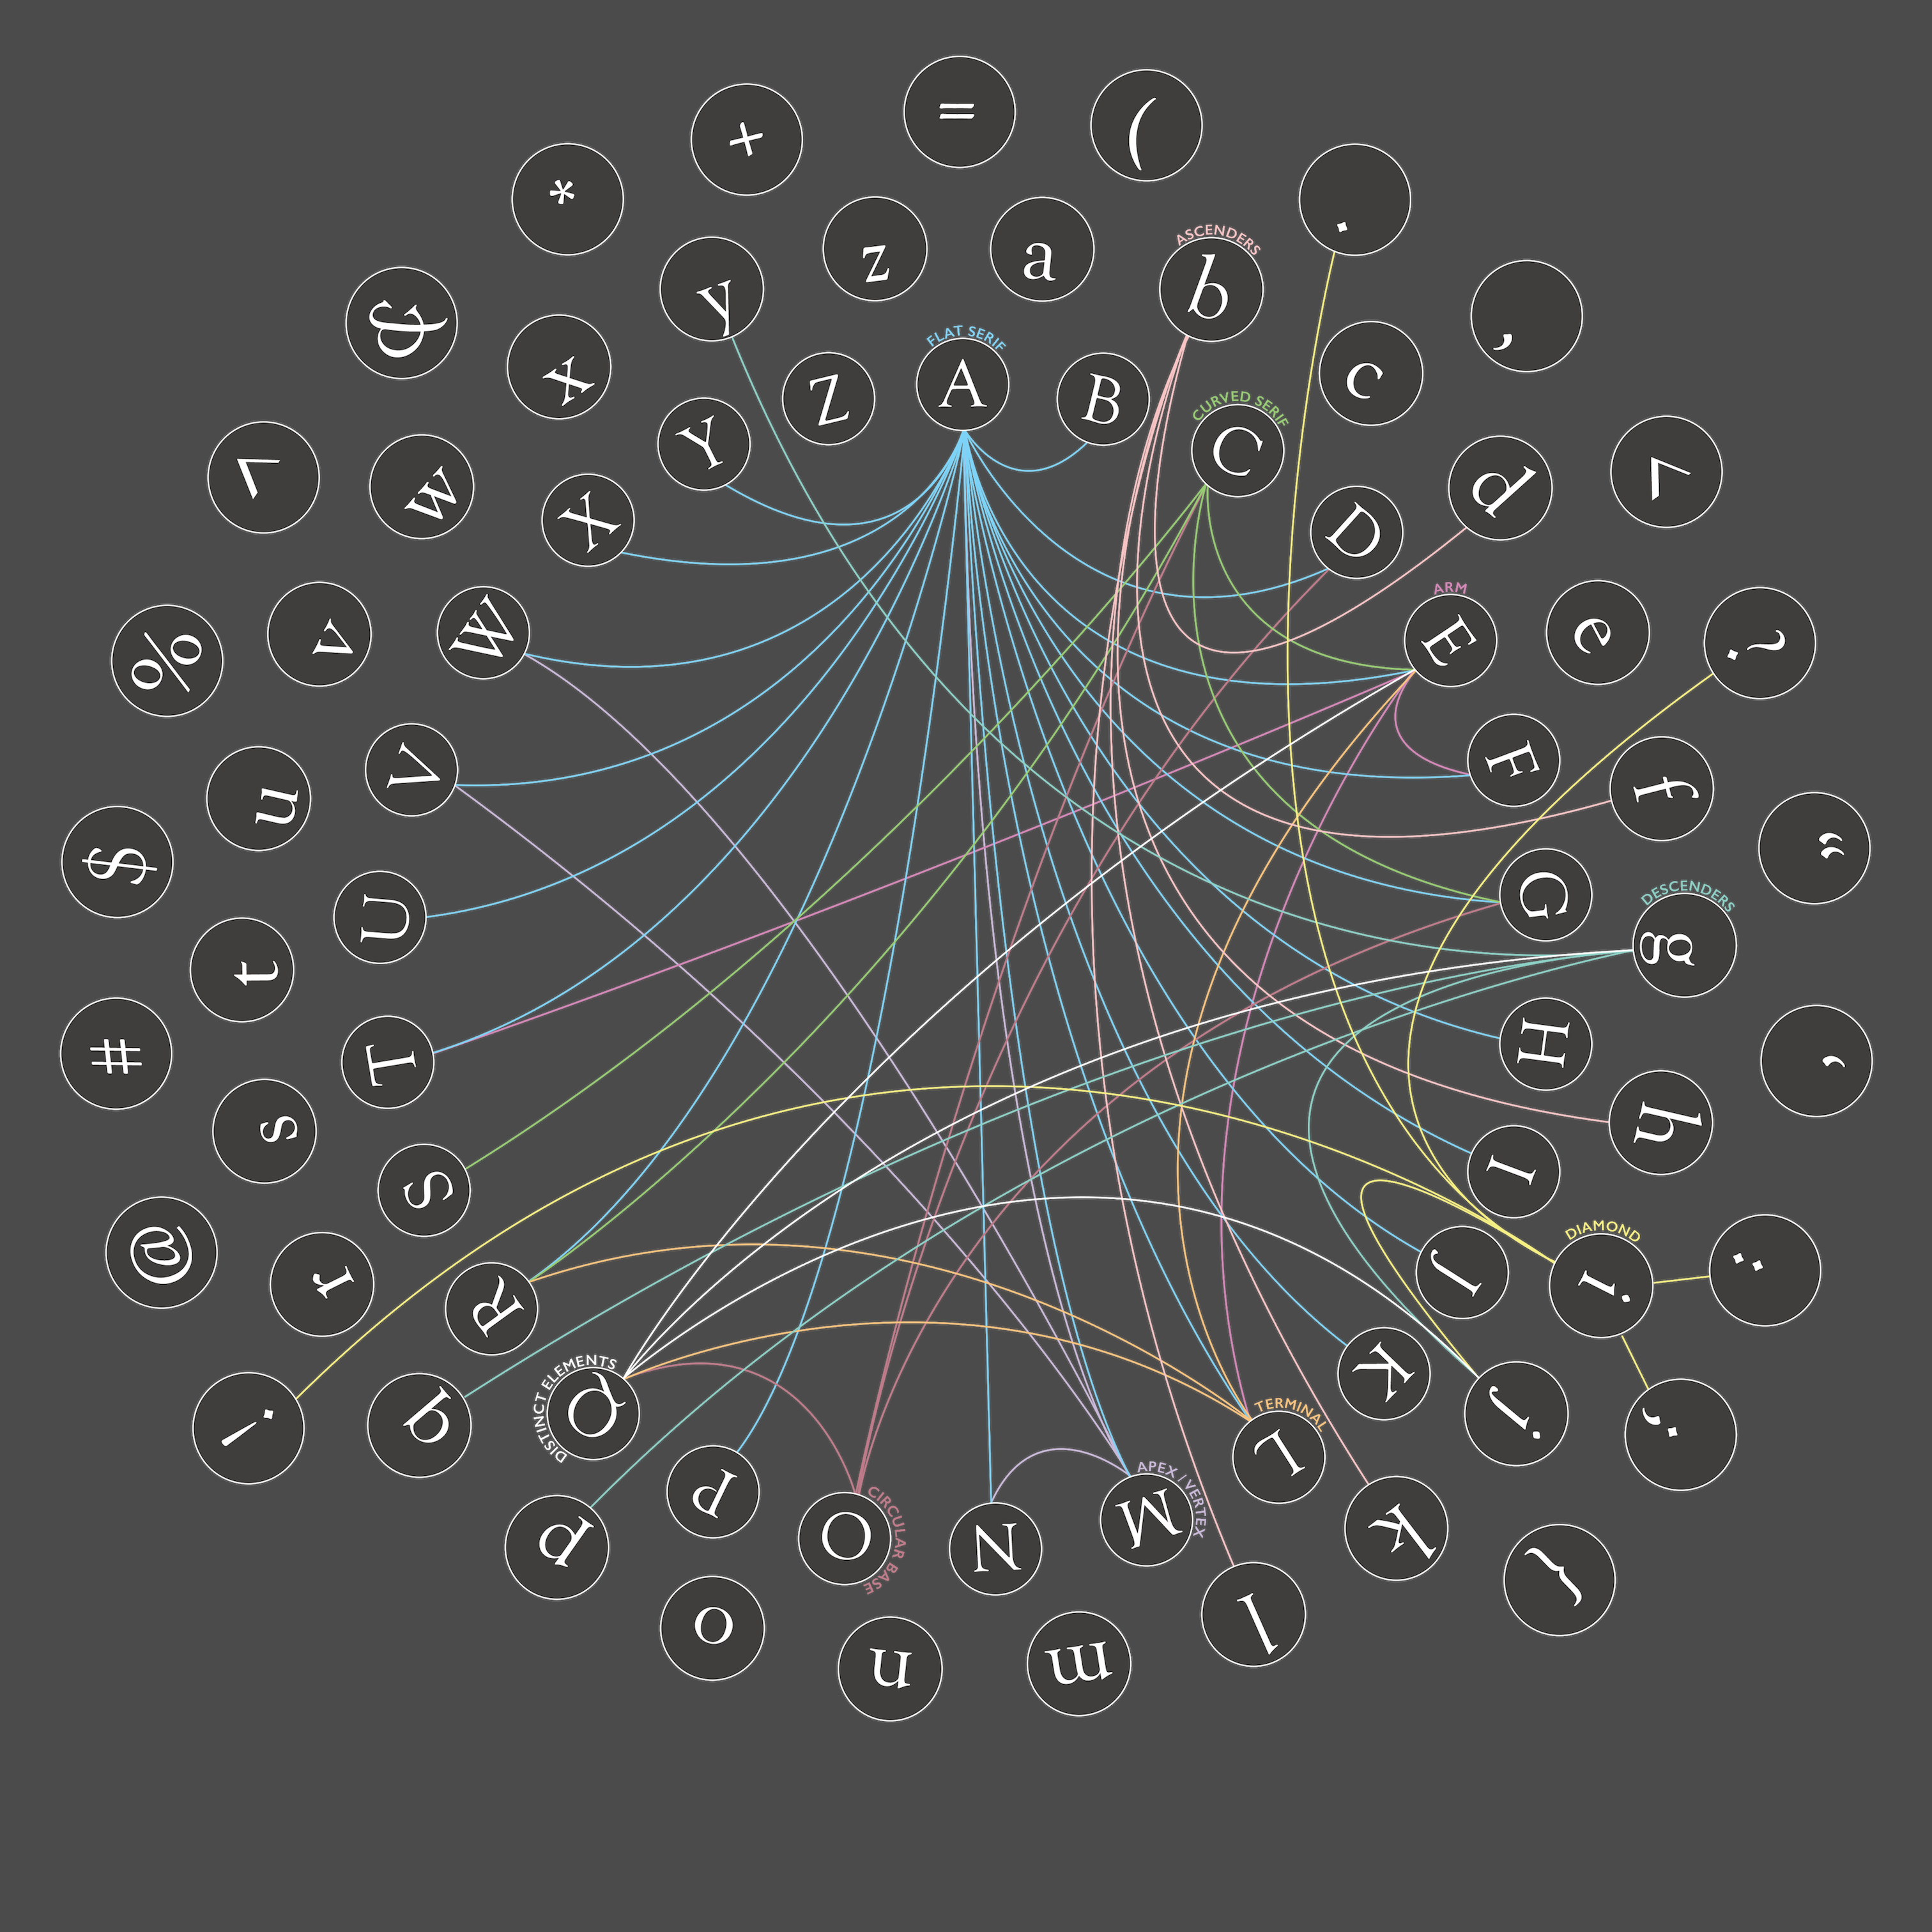 FLAT SERIF
A
B
CURVED SERIF
C
D
ARM
E
F
G
H
I
J
K
TERMINAL
L
APEX / VERTEX
M
N
CIRCULAR BASE
O
P
DISTINCT ELEMENTS
Q
R
S
T
U
V
W
X
Y
Z
a
ASCENDERS
b
c
d
e
f
DESCENDERS
g
h
DIAMOND
i
j
k
l
m
n
o
p
q
r
s
t
u
v
w
x
y
z
=
(
.
,
>
?
“
‘
:
;
{
!
@
#
$
%
<
&
*
+